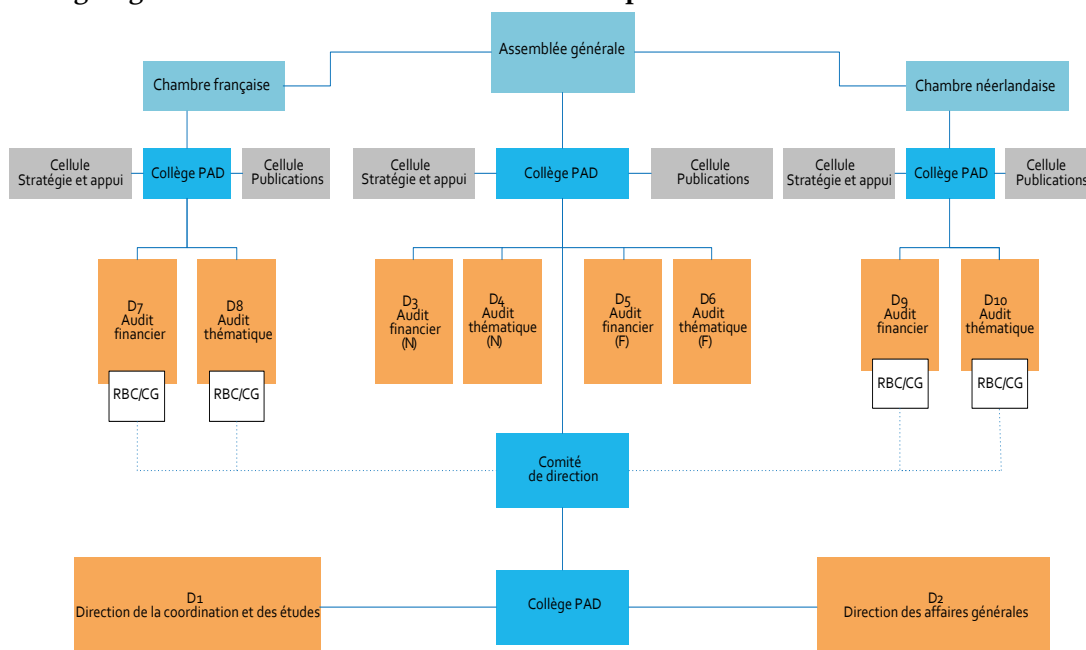 Assemblée générale
Chambre française
Chambre néerlandaise
Cellule
Stratégie et appui
Collège PAD
Cellule
Publications
Cellule
Stratégie et appui
Collège PAD
Cellule
Publications
Cellule
Stratégie et appui
Collège PAD
Cellule
Publications
D7
Audit
financier
RBC/CG
D8
Audit
thématique
RBC/CG
D3
Audit
financier
(N)
D4
Audit
thématique
(N)
D5
Audit
financier
(F)
D6
Audit
thématique
(F)
D9
Audit
financier
RBC/CG
D10
Audit
thématique
RBC/CG
Comité
de direction
D1
Direction de la coordination et des études
Collège PAD
D2
Direction des affaires générales